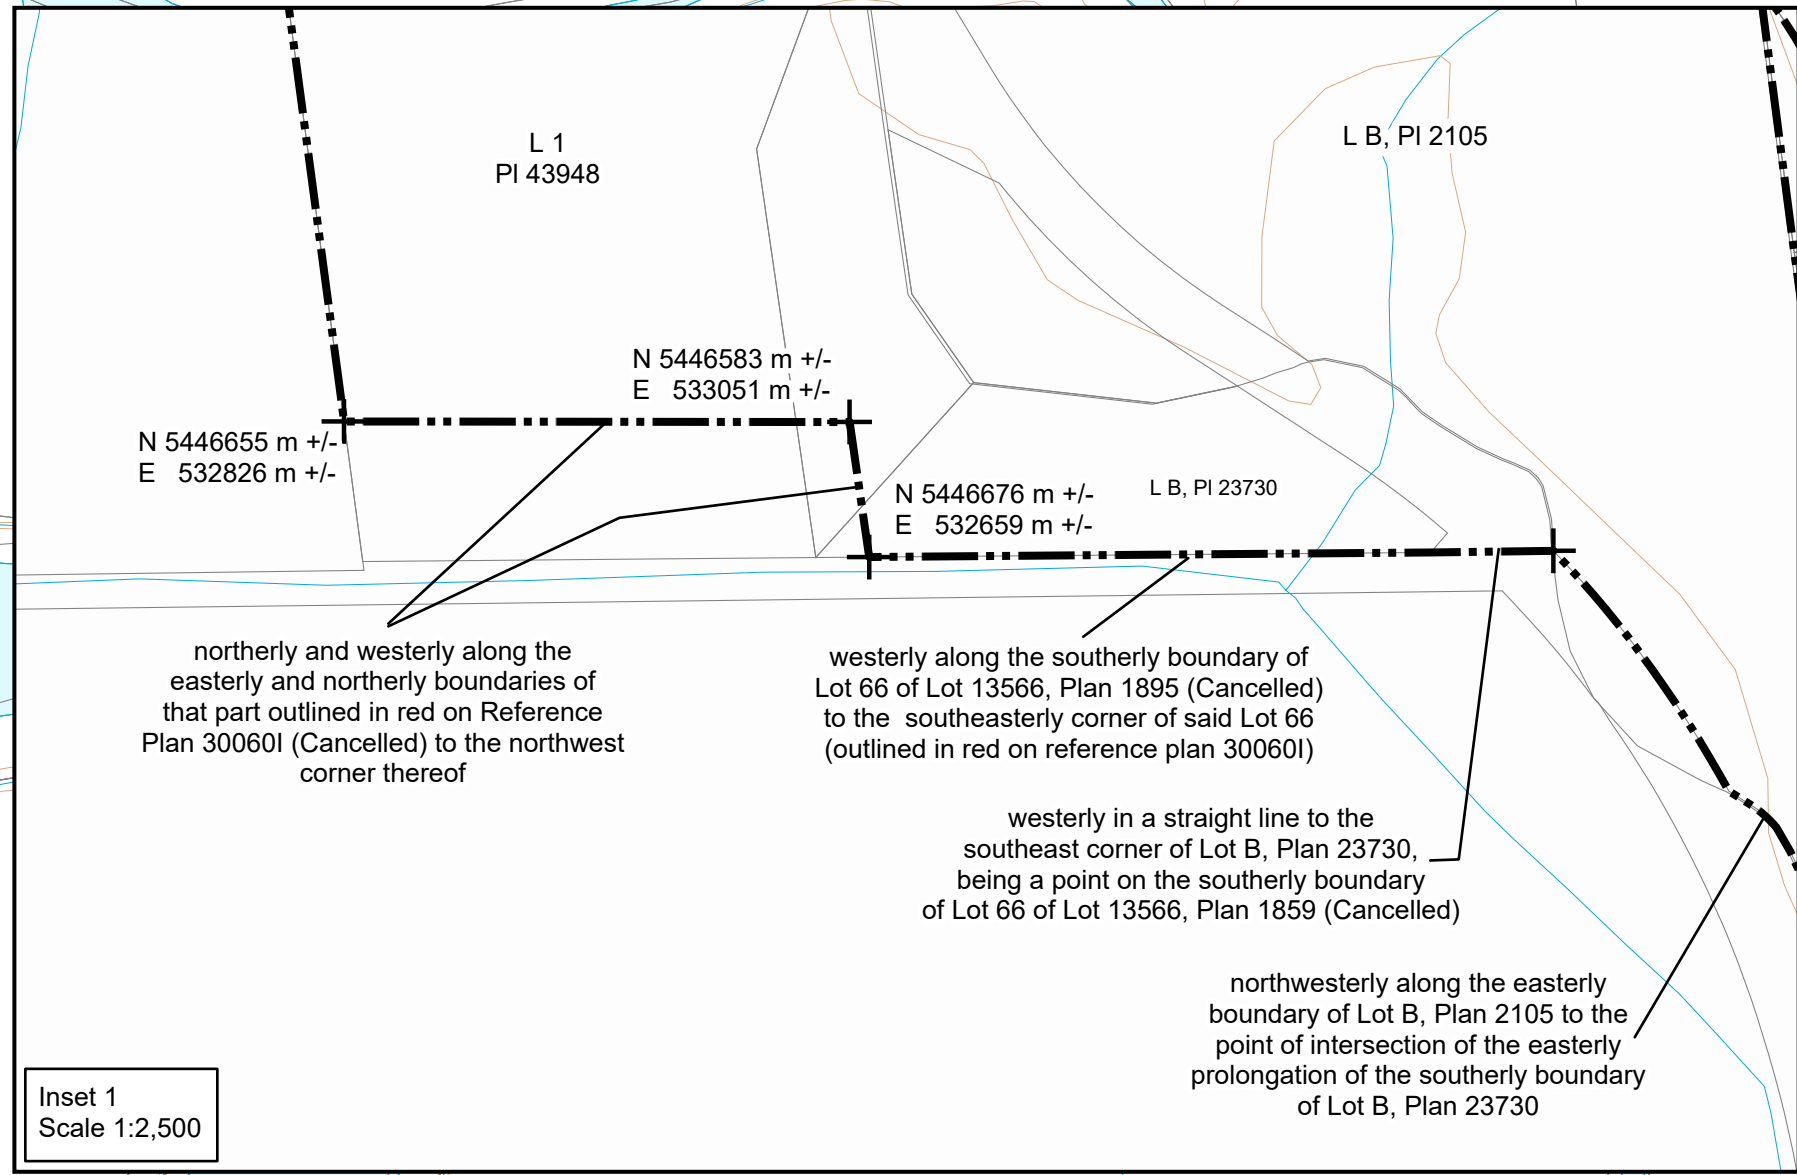 L 1
Pl 43948
L B, Pl 2105
N 5446583 m +/-
E 533051 m +/-
N 5446655 m +/-
E 532826 m +/-
N 5446676 m +/-
E 532659 m +/-
L B, Pl 23730
northerly and westerly along the
easterly and northerly boundaries of
that part outlined in red on Reference
Plan 30060I (Cancelled) to the northwest
corner thereof
westerly along the southerly boundary of
Lot 66 of Lot 13566, Plan 1895 (Cancelled)
to the southeasterly corner of said Lot 66
(outlined in red on reference plan 30060I)
westerly in a straight line to the
southeast corner of Lot B, Plan 23730,
being a point on the southerly boundary
of Lot 66 of Lot 13566, Plan 1859 (Cancelled)
northwesterly along the easterly
boundary of Lot B, Plan 2105 to the
point of intersection of the easterly
prolongation of the southerly boundary
of Lot B, Plan 23730
Inset 1
Scale 1:2,500